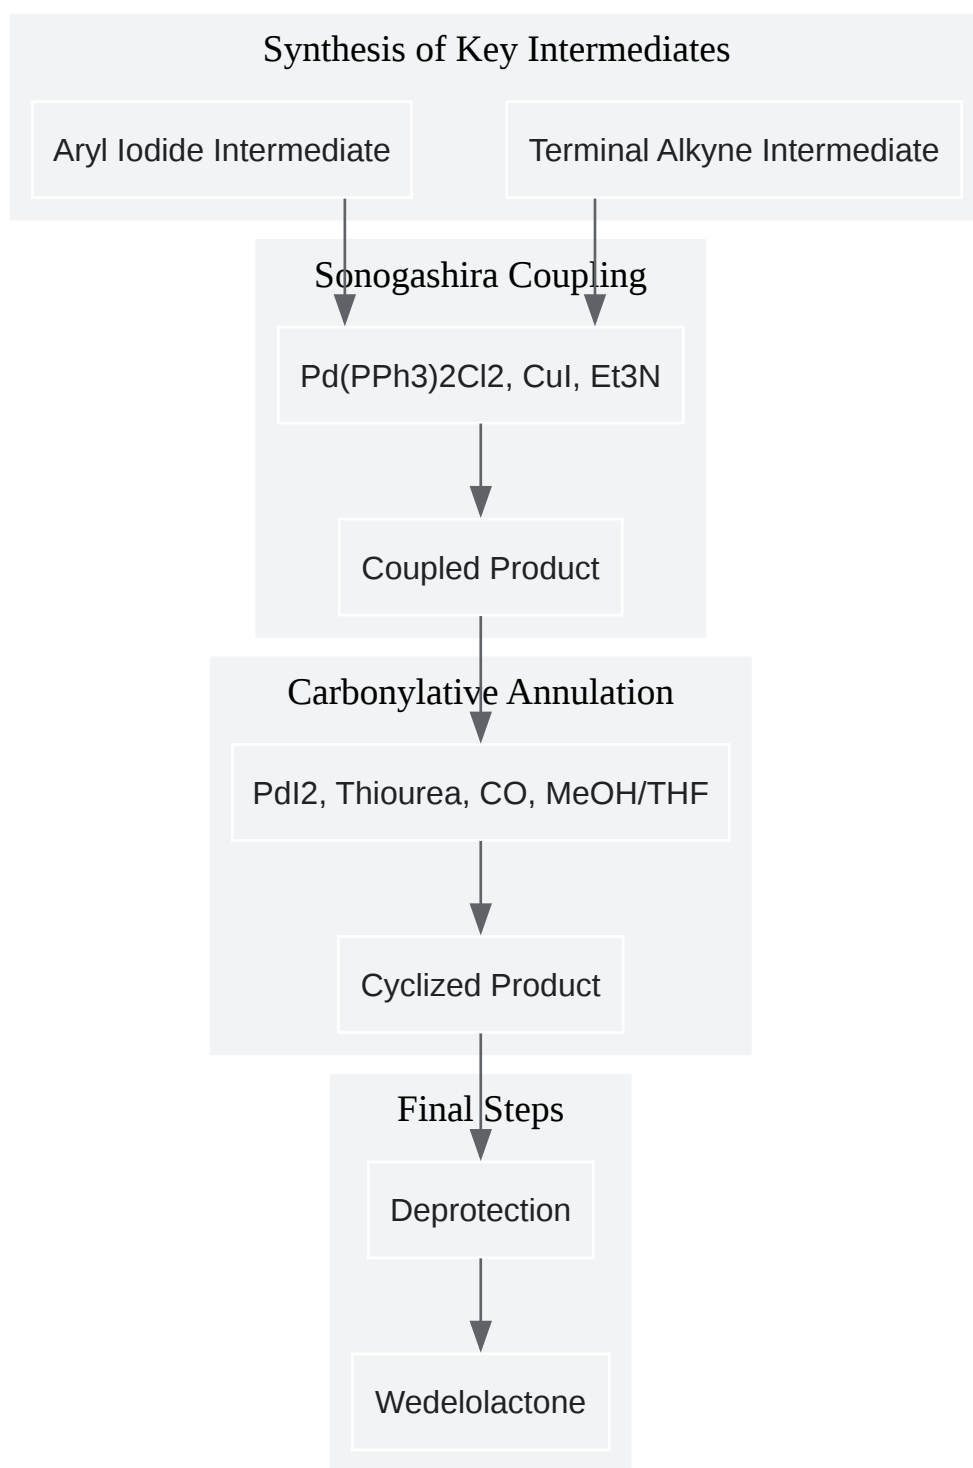 Synthesis of Key Intermediates
Aryl Iodide Intermediate
Terminal Alkyne Intermediate
Sonogashira Coupling
Pd(PPh3)2Cl2, CuI, Et3N
Coupled Product
Carbonylative Annulation
PdI2, Thiourea, CO, MeOH/THF
Cyclized Product
Final Steps
Deprotection
Wedelolactone